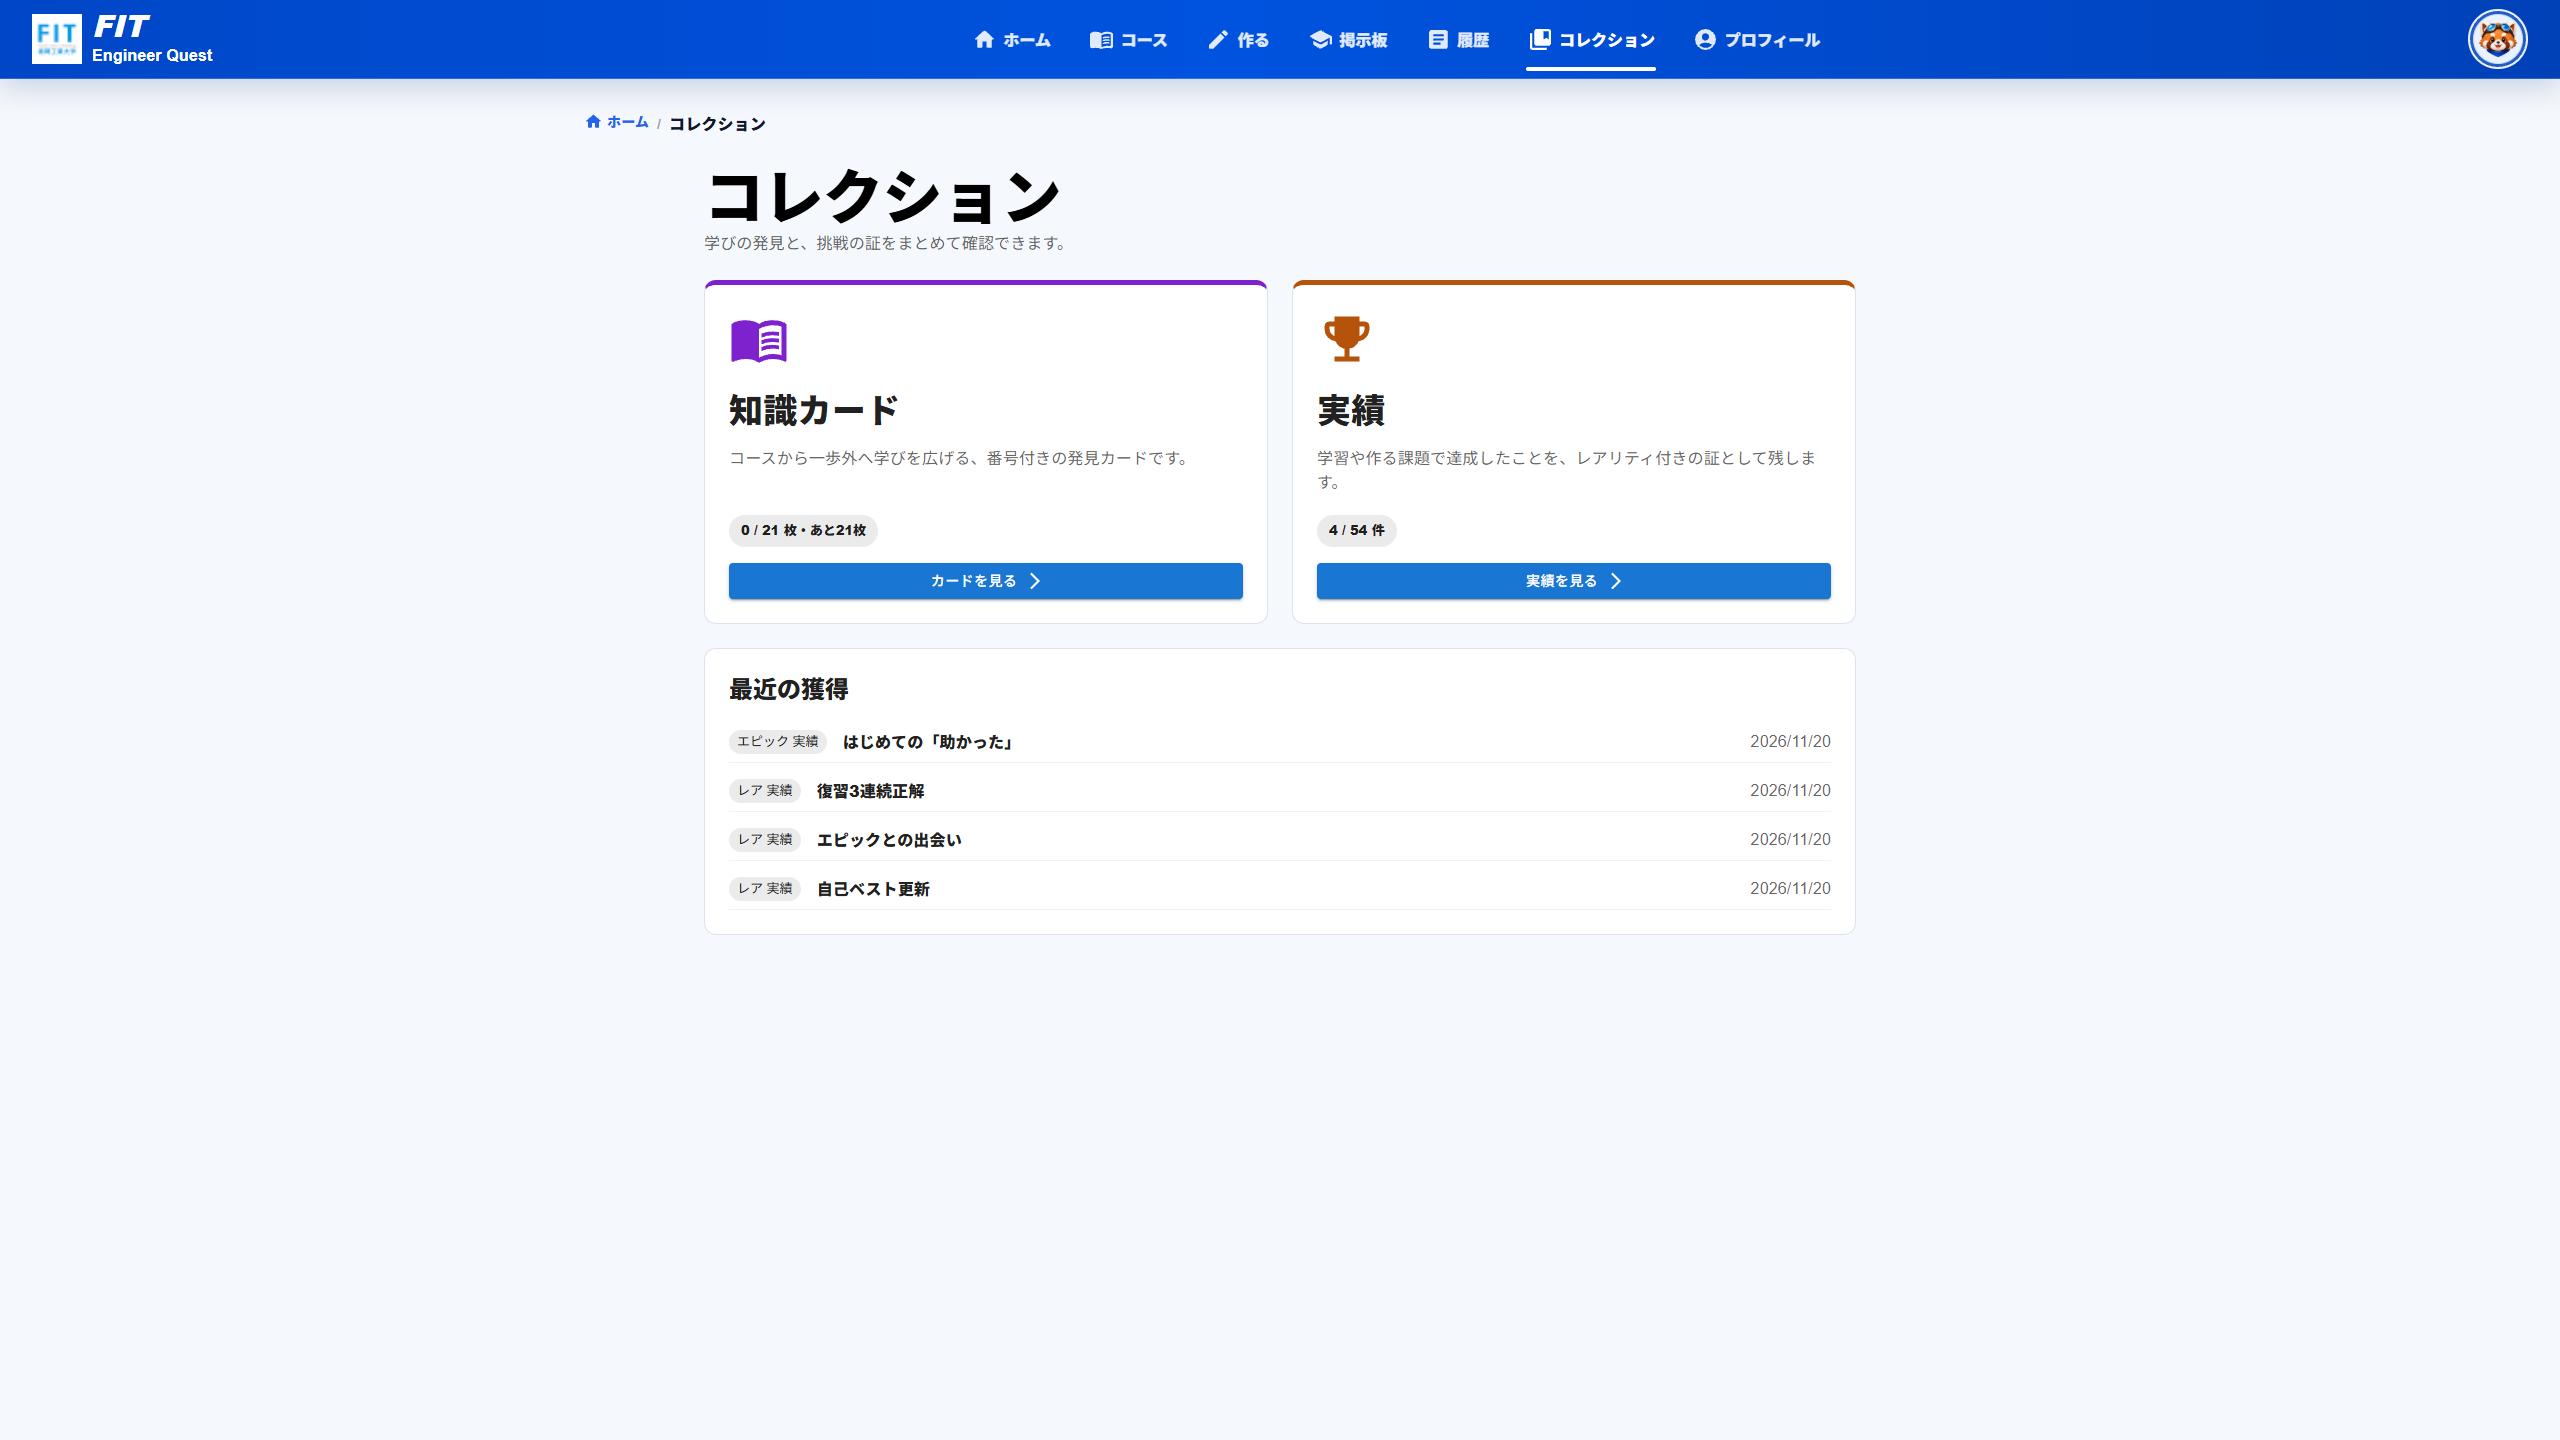 FIT
FIT
Engineer Quest
ホーム
コース
作る
掲示板
履歴
コレクション
プロフィール
ホーム / コレクション
コレクション
学びの発見と、挑戦の証をまとめて確認できます。
知識カード
コースから一歩外へ学びを広げる、番号付きの発見カードです。
0 / 21 枚・あと21枚
カードを見る
実績
学習や作る課題で達成したことを、レアリティ付きの証として残しま
す。
4 / 54 件
実績を見る
最近の獲得
エピック 実績 はじめての「助かった」 2026/11/20
レア 実績 復習3連続正解 2026/11/20
レア 実績 エピックとの出会い 2026/11/20
レア 実績 自己ベスト更新 2026/11/20